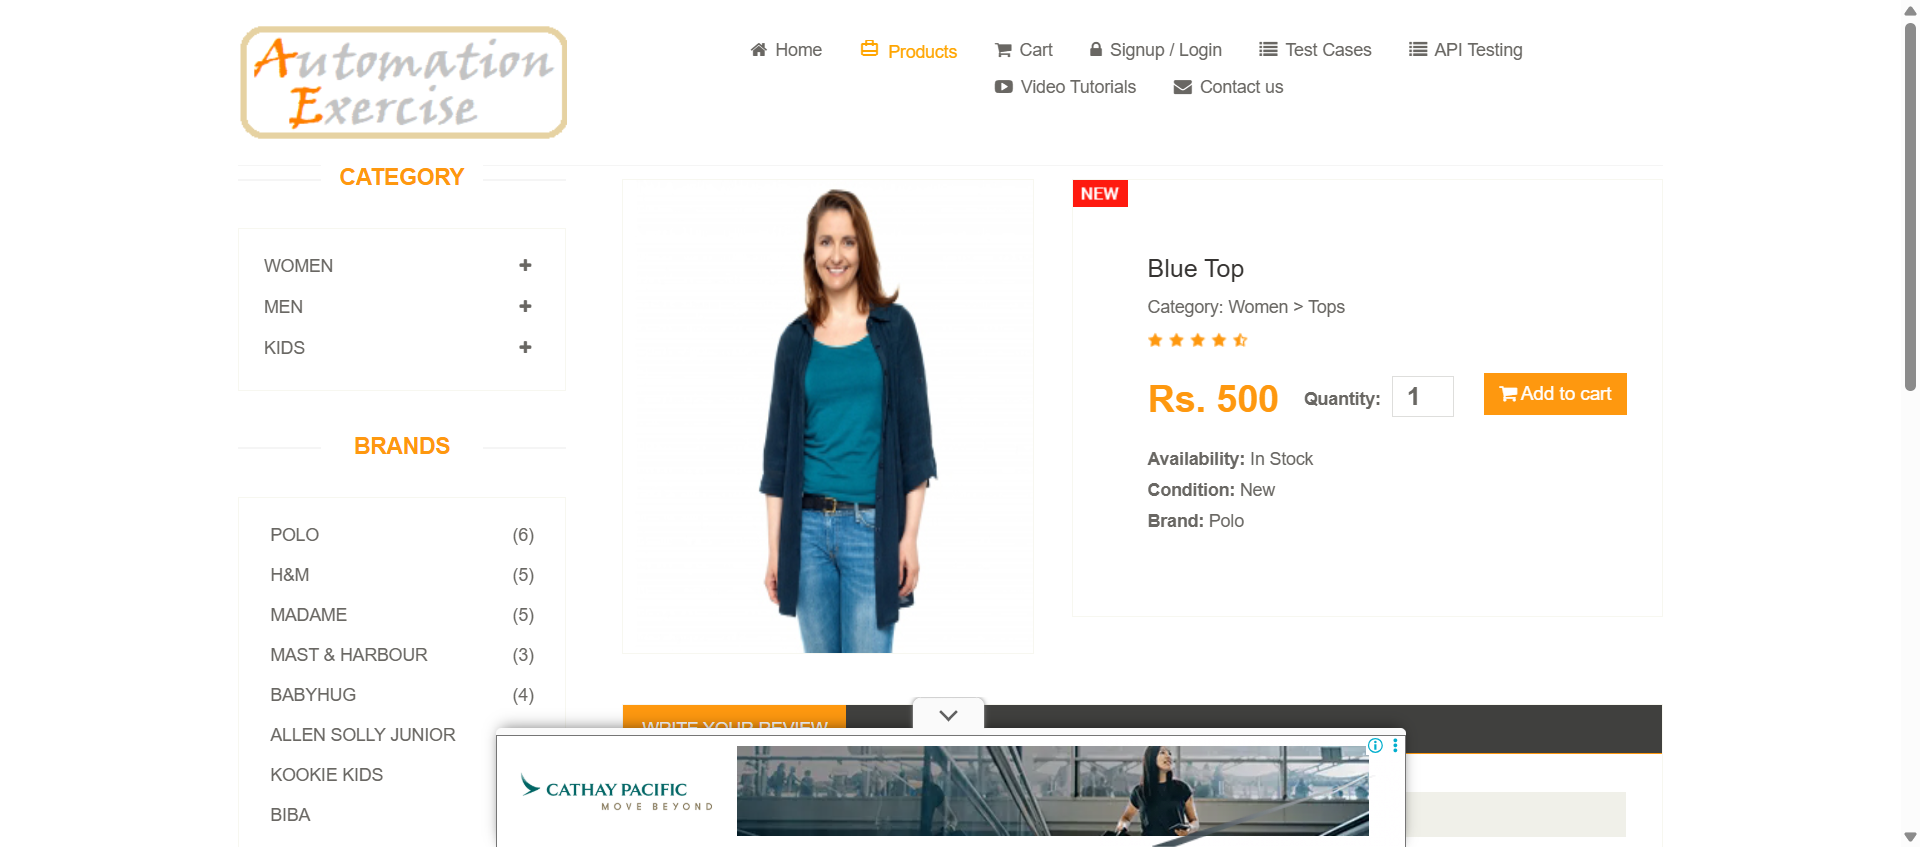 Automation
Exercise
Home
Products
Cart
Signup / Login
Test Cases
API Testing
Video Tutorials
Contact us
CATEGORY
WOMEN
MEN
KIDS
BRANDS
POLO (6)
H&M (5)
MADAME (5)
MAST & HARBOUR (3)
BABYHUG (4)
ALLEN SOLLY JUNIOR
KOOKIE KIDS
BIBA
NEW
Blue Top
Category: Women > Tops
Rs. 500 Quantity: 1 Add to cart
Availability: In Stock
Condition: New
Brand: Polo
WRITE YOUR REVIEW
CATHAY PACIFIC
MOVE BEYOND